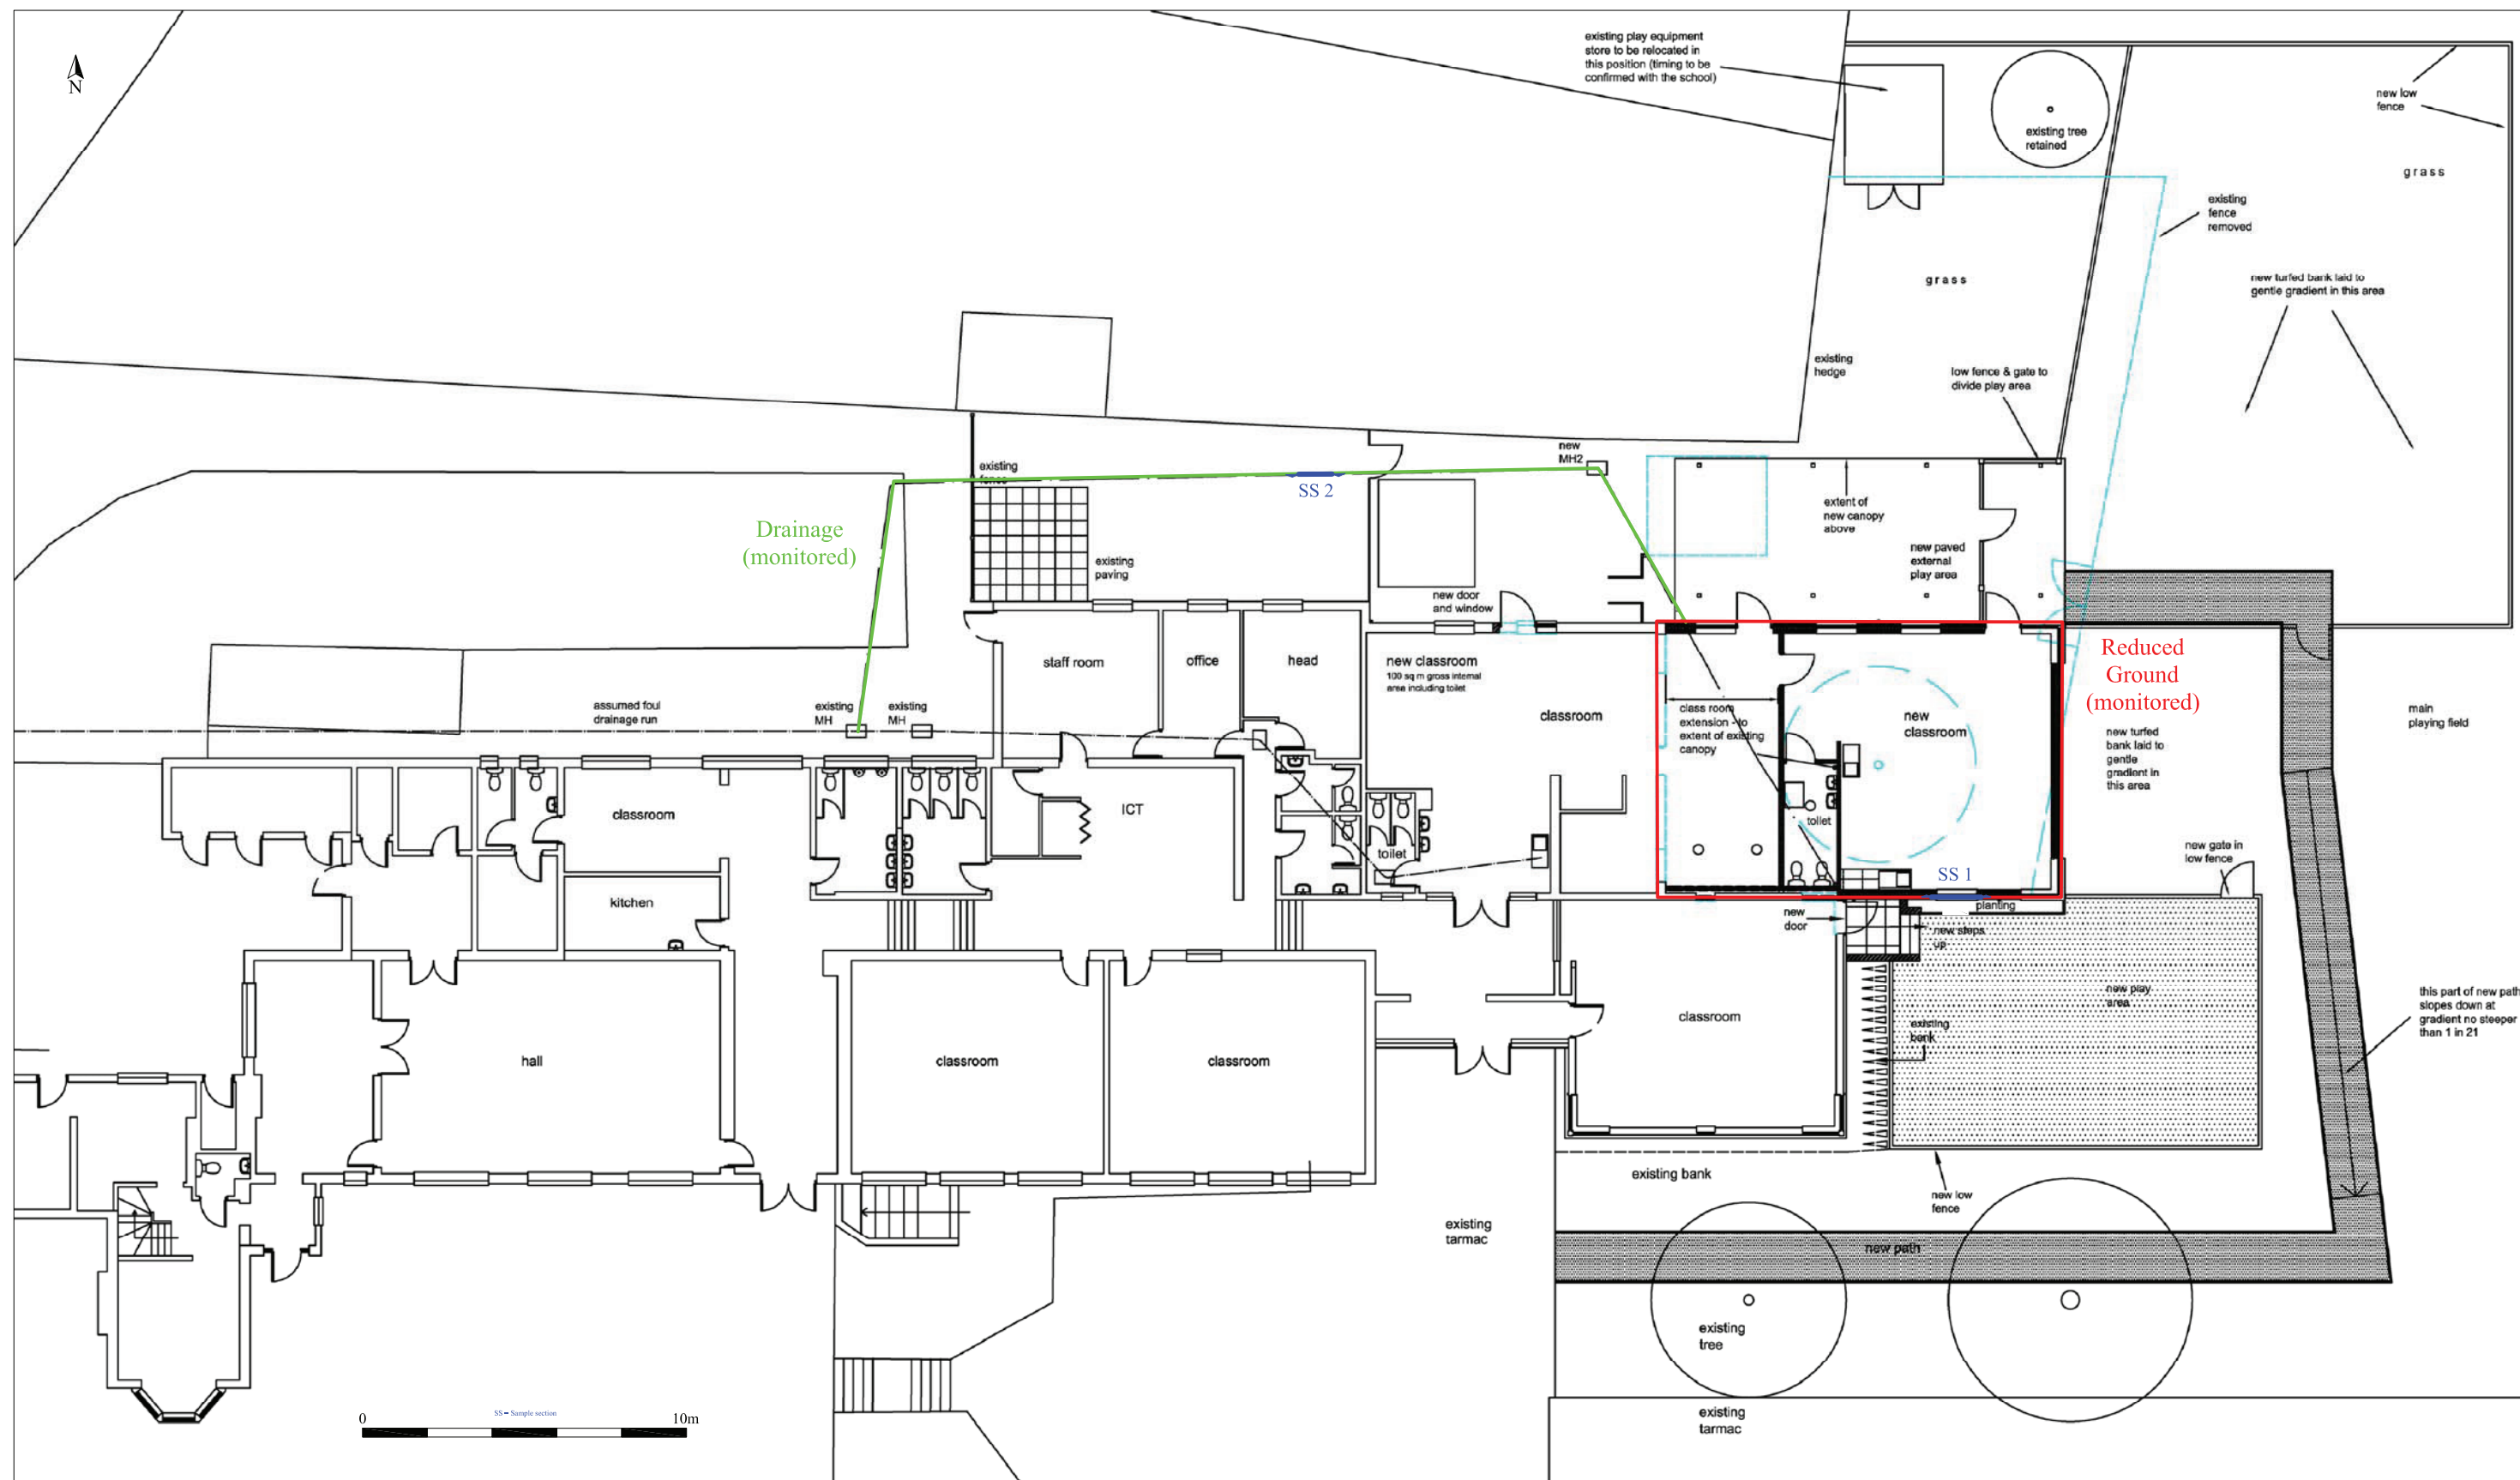 existing play equipment
store to be relocated in
this position (timing to be
confirmed with the school)
N
new low
fence
existing tree
retained
grass
existing
fence
removed
grass
new turfed bank laid to
gentle gradient in this area
existing
hedge
low fence & gate to
divide play area
new
MH2
existing
fence
SS 2
extent of
new canopy
above
Drainage
(monitored)
existing
paving
new paved
external
play area
new door
and window
staff room
office
head
new classroom
100 sq m gross internal
area including toilet
Reduced
Ground
(monitored)
assumed foul
drainage run
existing
MH
existing
MH
classroom
class room
extension - to
extent of existing
canopy
new
classroom
main
playing field
new turfed
bank laid to
gentle
gradient in
this area
classroom
ICT
toilet
toilet
new gate in
low fence
SS 1
kitchen
planting
new
door
new steps
up
new play
area
this part of new path
slopes down at
gradient no steeper
than 1 in 21
classroom
existing
bank
hall
classroom
classroom
existing bank
new low
fence
existing
tarmac
new path
existing
tree
SS = Sample section
0
10m
existing
tarmac